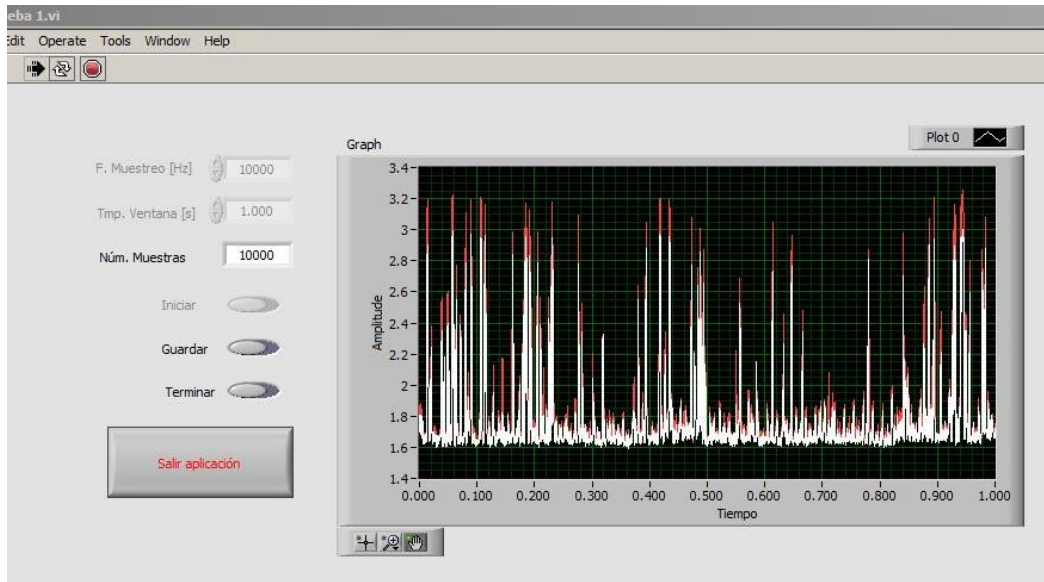 eba 1.vi
Edit Operate Tools Window Help
F. Muestreo [Hz] 10000
Tmp. Ventana [s] 1.000
Núm. Muestras 10000
Iniciar
Guardar
Terminar
Salir aplicación
Graph
Plot 0
Amplitude
3.4
3.2
3
2.8
2.6
2.4
2.2
2
1.8
1.6
1.4
0.000 0.100 0.200 0.300 0.400 0.500 0.600 0.700 0.800 0.900 1.000
Tiempo